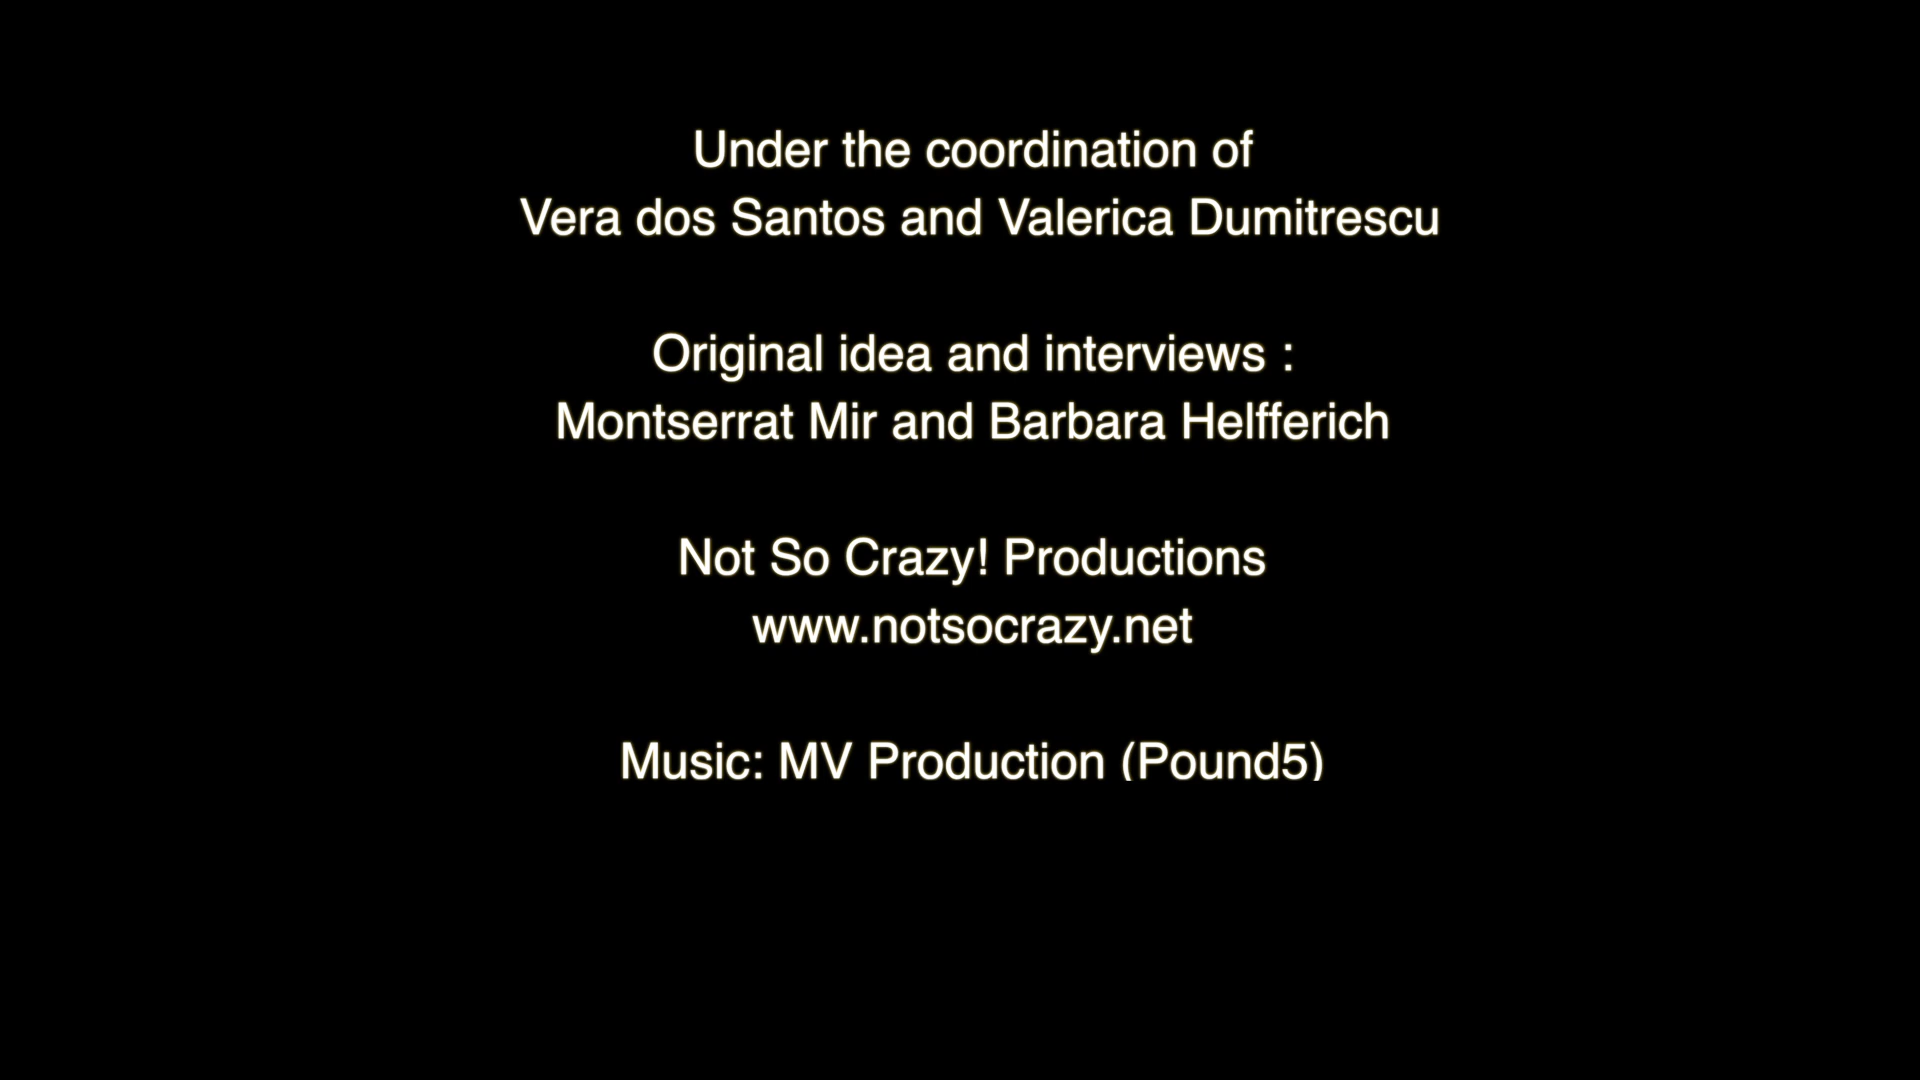 Under the coordination of
Vera dos Santos and Valerica Dumitrescu
Original idea and interviews :
Montserrat Mir and Barbara Helfferich
Not So Crazy! Productions
www.notsocrazy.net
Music: MV Production (Pound5)